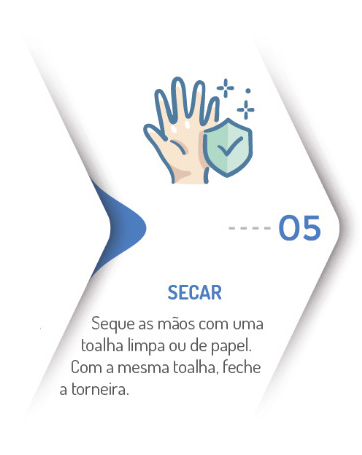 05
SECAR
Seque as mãos com uma
toalha limpa ou de papel.
Com a mesma toalha, feche
a torneira.